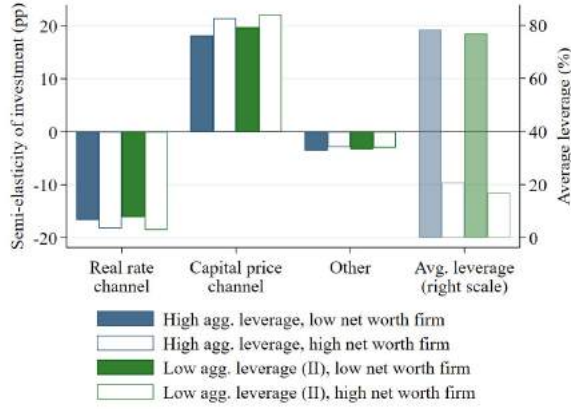 Semi-elasticity of investment (pp)
20
10
0
-10
-20
80
60
40
20
0
Average leverage (%)
Real rate
channel
Capital price
channel
Other
Avg. leverage
(right scale)
High agg. leverage, low net worth firm
High agg. leverage, high net worth firm
Low agg. leverage (II), low net worth firm
Low agg. leverage (II), high net worth firm